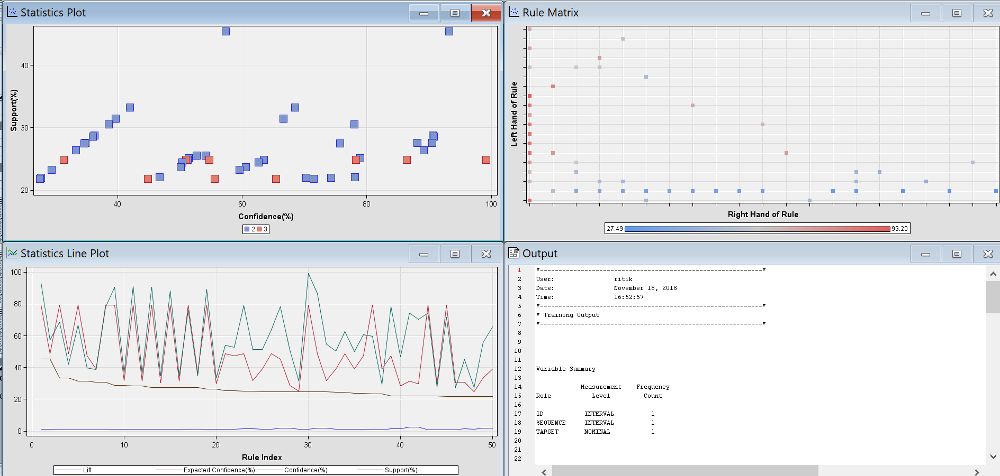 Statistics Plot
Support(%)
40
30
20
40 60 80 100
Confidence(%)
2 3
Rule Matrix
Left Hand of Rule
Right Hand of Rule
27.49 99.20
Statistics Line Plot
100
80
60
40
20
0
0 10 20 30 40 50
Rule Index
Lift Expected Confidence(%) Confidence(%) Support(%)
Output
1 *------------------------------------------------------------*
2 User: ritik
3 Date: November 18, 2018
4 Time: 16:52:57
5 *------------------------------------------------------------*
6 * Training Output
7 *------------------------------------------------------------*
8
9
10
11
12 Variable Summary
13
14 Measurement Frequency
15 Role Level Count
16
17 ID INTERVAL 1
18 SEQUENCE INTERVAL 1
19 TARGET NOMINAL 1
20
21
22